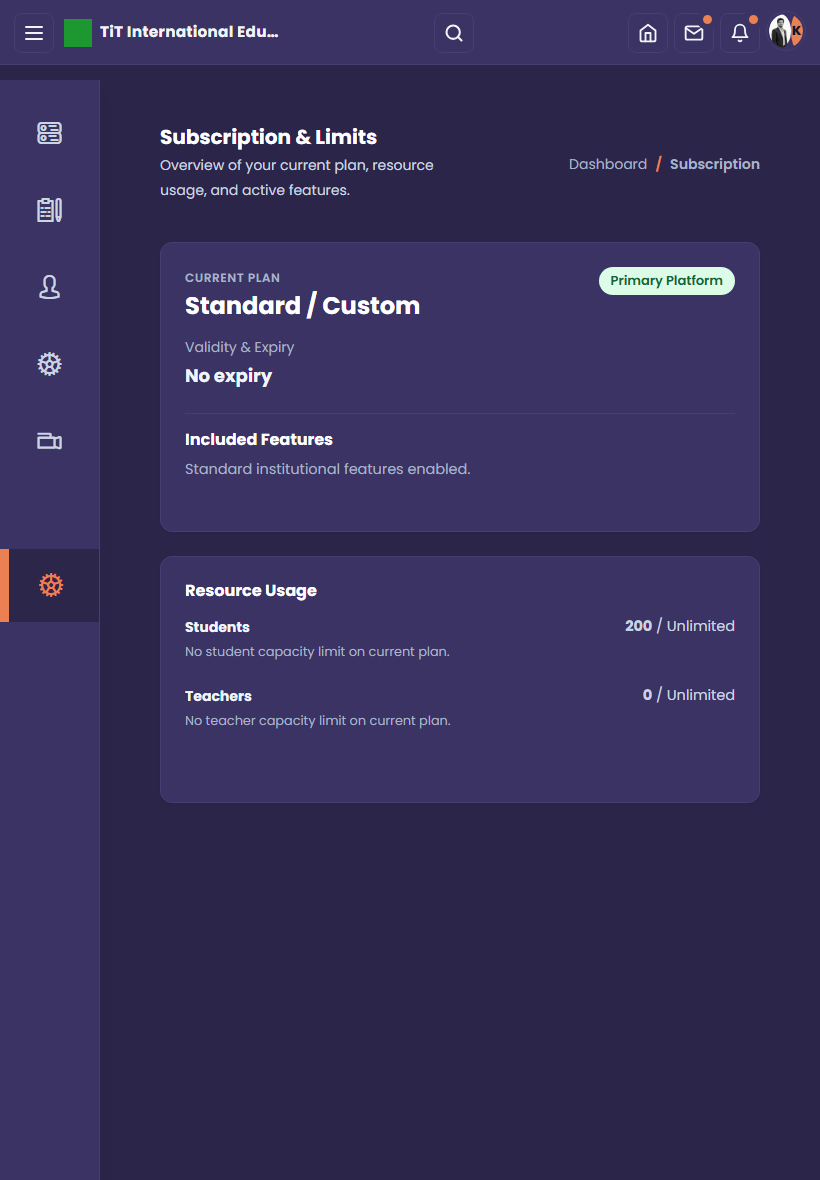 TiT International Edu...
K
Subscription & Limits
Overview of your current plan, resource
usage, and active features.
Dashboard / Subscription
CURRENT PLAN
Primary Platform
Standard / Custom
Validity & Expiry
No expiry
Included Features
Standard institutional features enabled.
Resource Usage
Students
200 / Unlimited
No student capacity limit on current plan.
Teachers
0 / Unlimited
No teacher capacity limit on current plan.